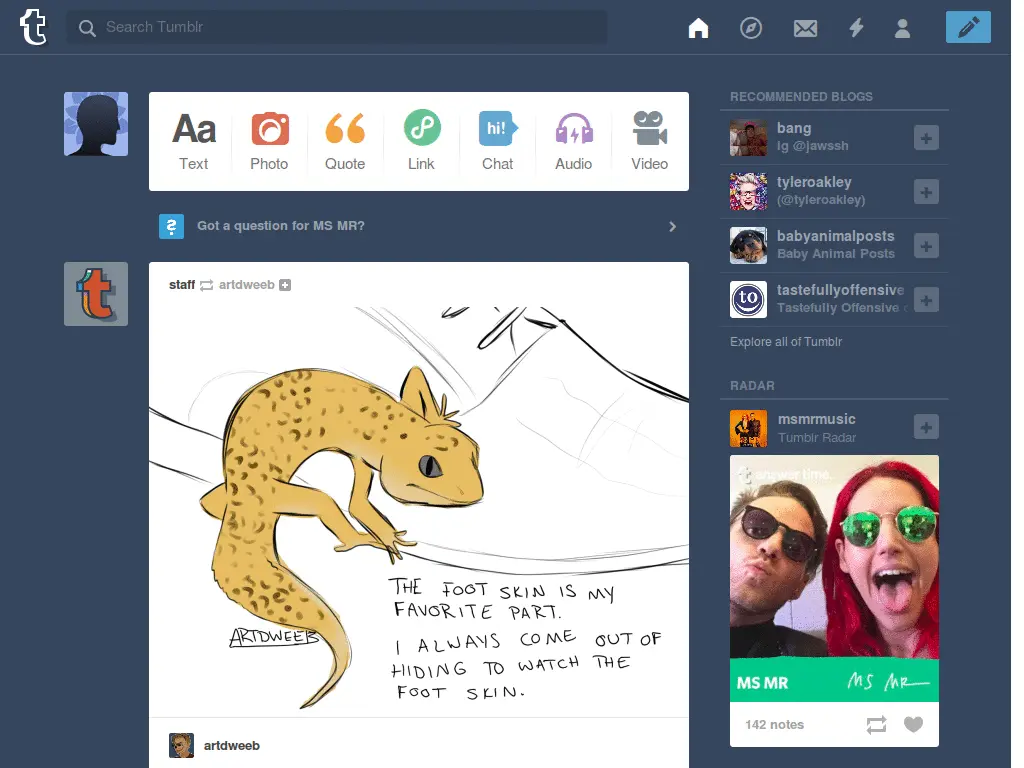 t
Search Tumblr
Aa
Text
Photo
Quote
Link
hi!
Chat
Audio
Video
?
Got a question for MS MR?
t
staff artdweeb
THE FOOT SKIN IS MY
FAVORITE PART.
I ALWAYS COME OUT OF
HIDING TO WATCH THE
FOOT SKIN.
ARTDWEEB
artdweeb
RECOMMENDED BLOGS
bang
Ig @jawssh
tyleroakley
(@tyleroakley)
babyanimalposts
Baby Animal Posts
to
tastefullyoffensive
Tastefully Offensive
Explore all of Tumblr
RADAR
msmrmusic
Tumblr Radar
t answer time.
MS MR
MS MR
142 notes